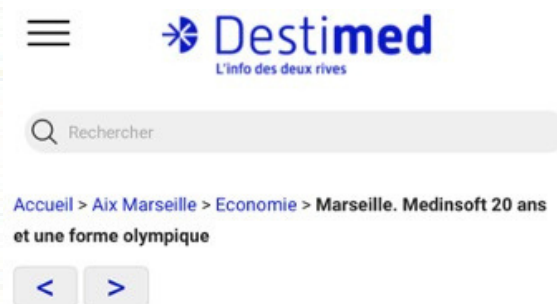 Destimed
L'info des deux rives
Rechercher
Accueil > Aix Marseille > Economie > Marseille. Medinsoft 20 ans
et une forme olympique
< >